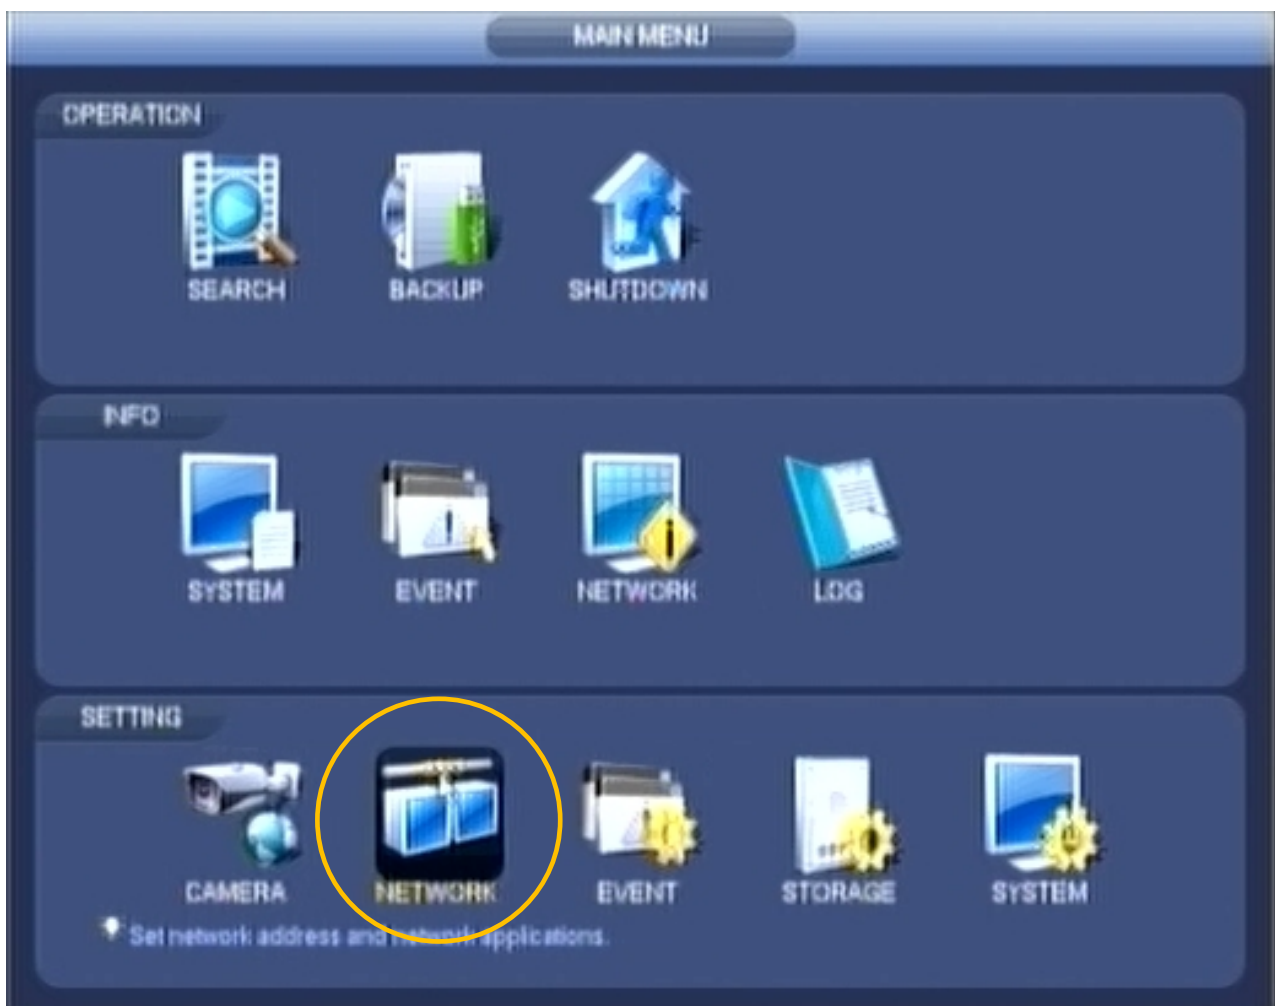 MAIN MENU
OPERATION
SEARCH BACKUP SHUTDOWN
INFO
SYSTEM EVENT NETWORK LOG
SETTING
CAMERA NETWORK EVENT STORAGE SYSTEM
Set network address and network applications.